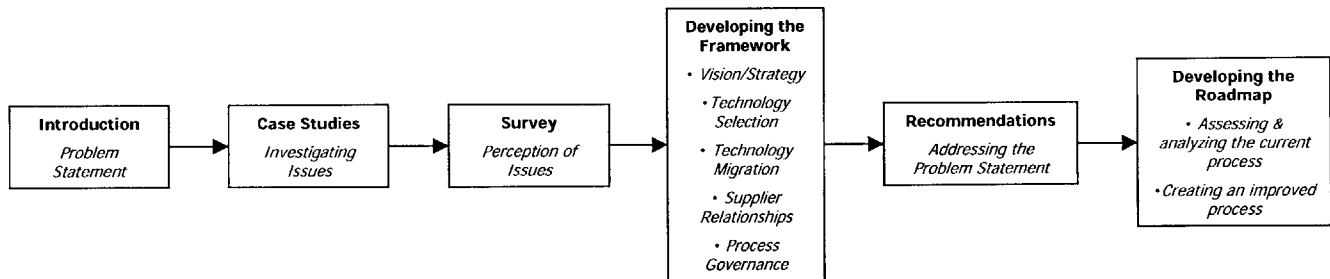 Introduction
Problem
Statement
Case Studies
Investigating
Issues
Survey
Perception of
Issues
Developing the
Framework
• Vision/Strategy
•Technology
Selection
• Technology
Migration
• Supplier
Relationships
• Process
Governance
Recommendations
Addressing the
Problem Statement
Developing the
Roadmap
• Assessing &
analyzing the current
process
•Creating an improved
process